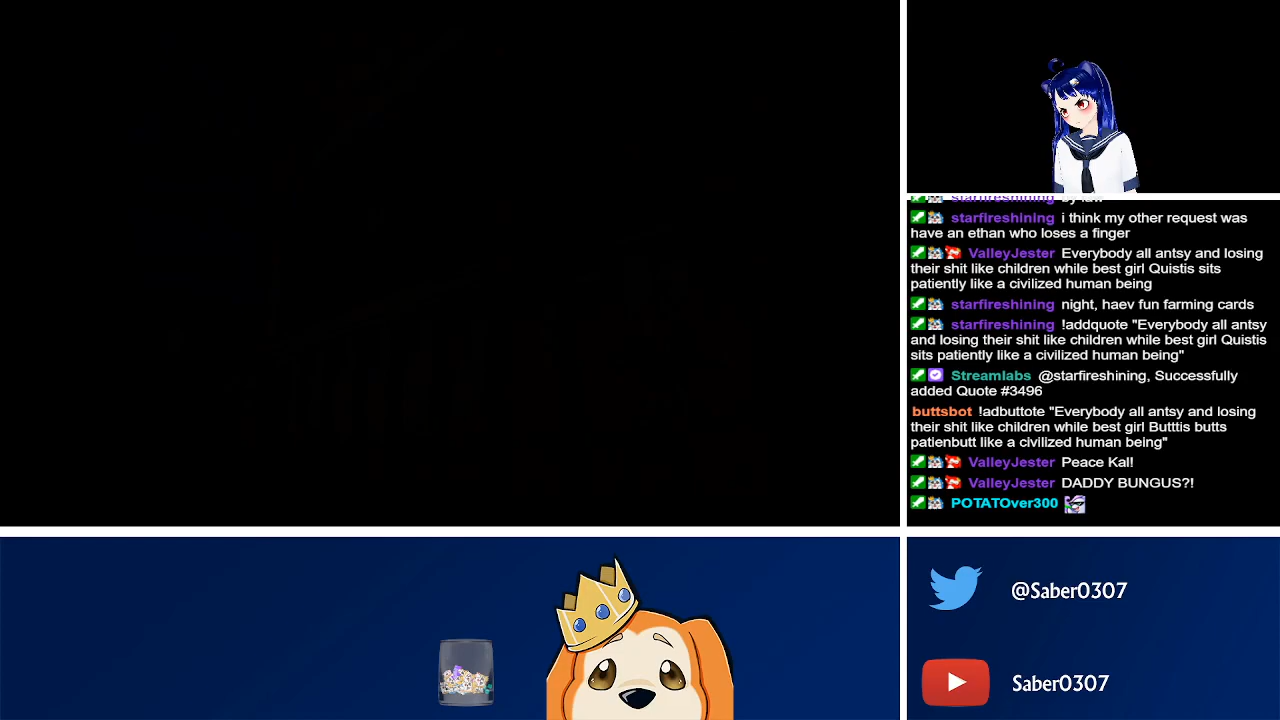 starfireshining by law
starfireshining i think my other request was
have an ethan who loses a finger
ValleyJester Everybody all antsy and losing
their shit like children while best girl Quistis sits
patiently like a civilized human being
starfireshining night, haev fun farming cards
starfireshining !addquote "Everybody all antsy
and losing their shit like children while best girl Quistis
sits patiently like a civilized human being"
Streamlabs @starfireshining, Successfully
added Quote #3496
buttsbot !adbuttote "Everybody all antsy and losing
their shit like children while best girl Butttis butts
patienbutt like a civilized human being"
ValleyJester Peace Kal!
ValleyJester DADDY BUNGUS?!
POTATOver300
@Saber0307
Saber0307